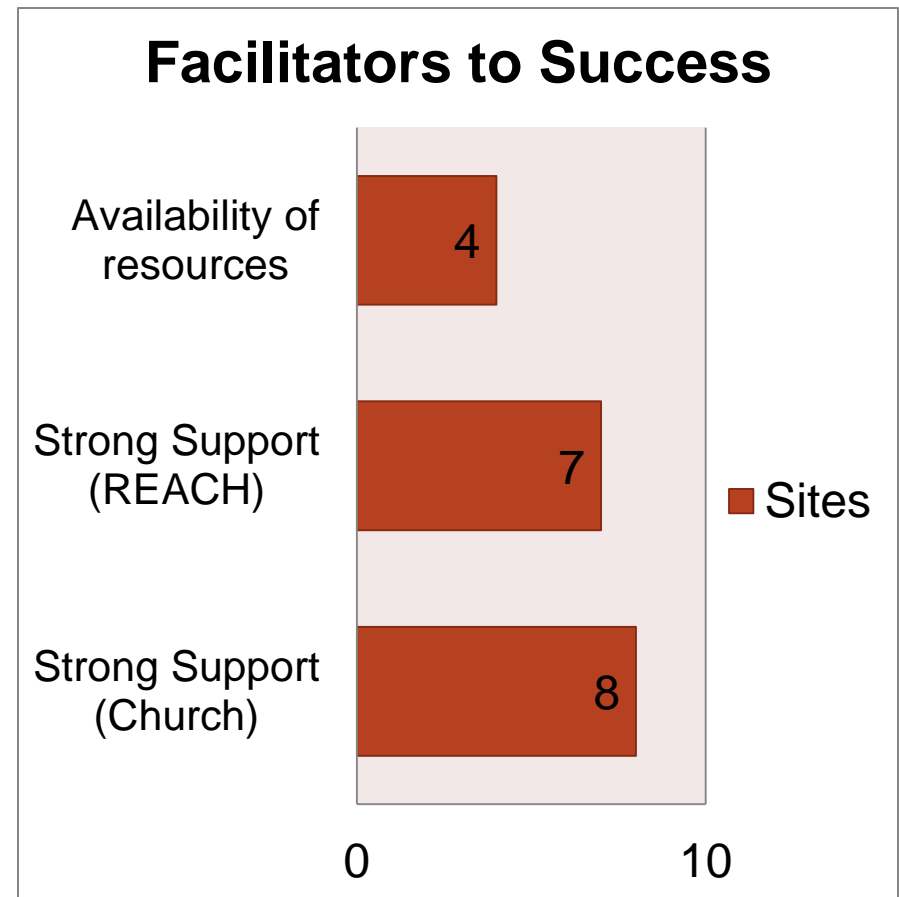 Facilitators to Success
Availability of
resources
4
Strong Support
(REACH)
7
Sites
Strong Support
(Church)
8
0
10